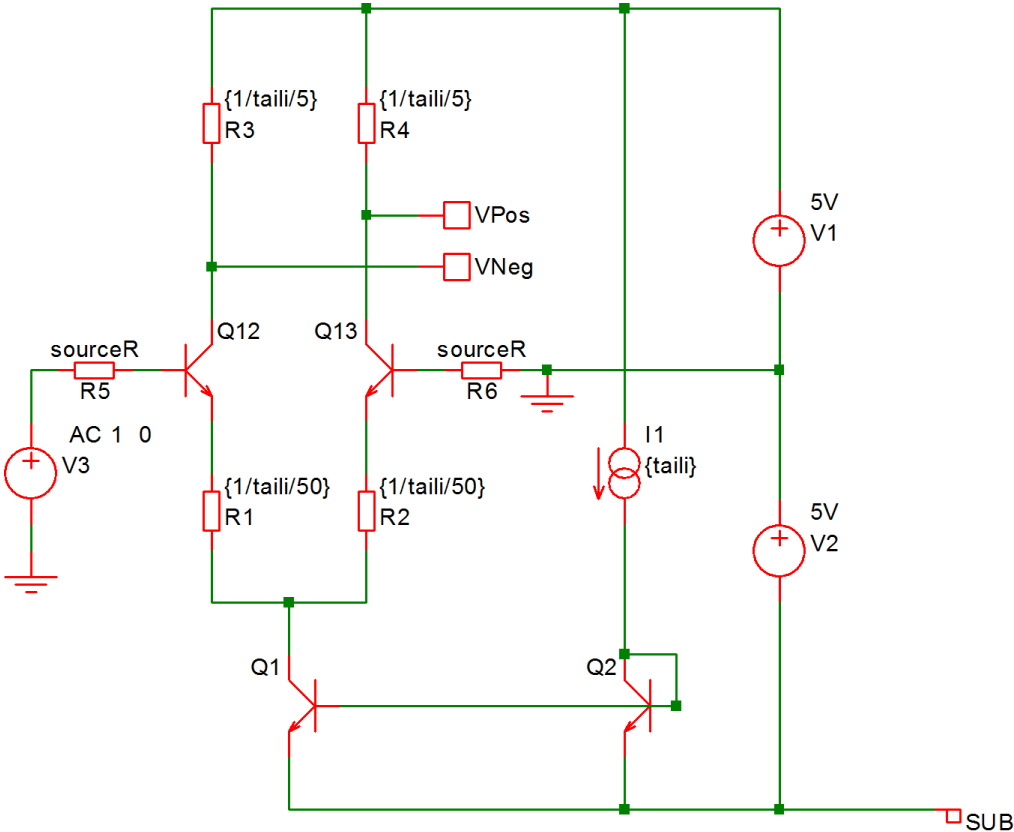 {1/taili/5}
R3
{1/taili/5}
R4
VPos
VNeg
5V
V1
Q12
Q13
sourceR
R5
sourceR
R6
AC 1 0
V3
I1
{taili}
{1/taili/50}
R1
{1/taili/50}
R2
5V
V2
Q1
Q2
SUB